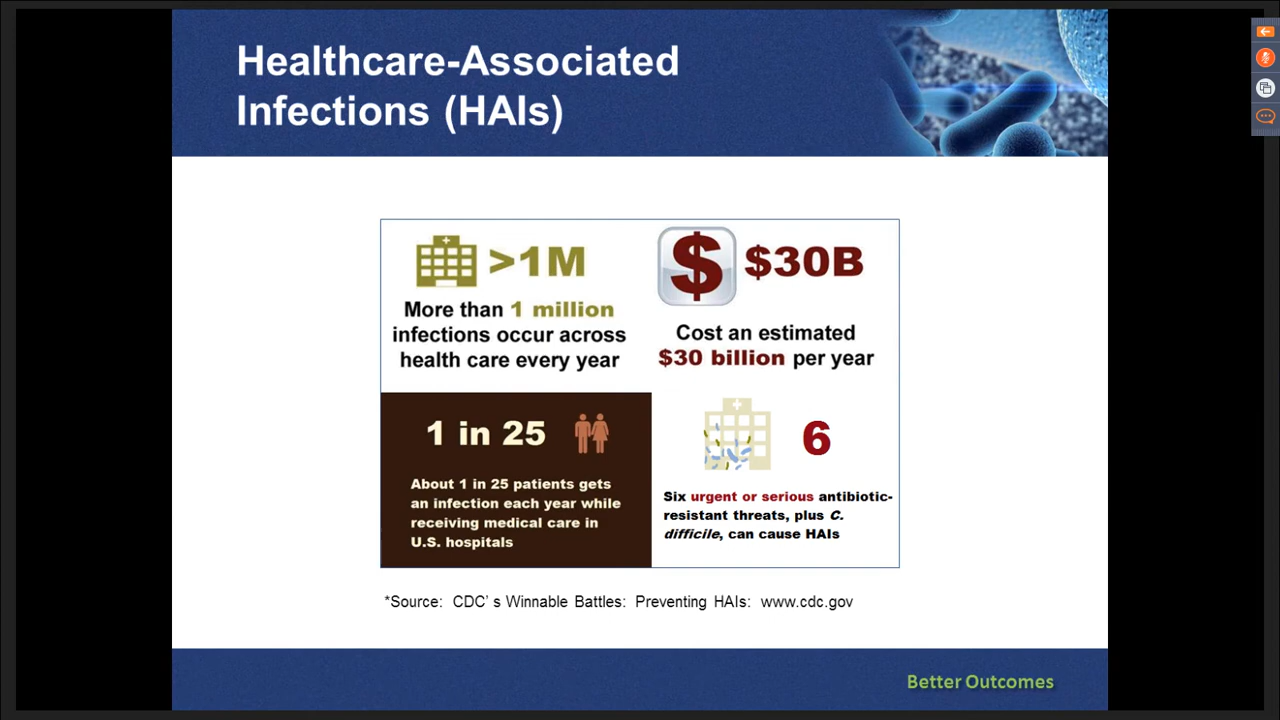 Healthcare-Associated
Infections (HAIs)
>1M
More than 1 million
infections occur across
health care every year
$ $30B
Cost an estimated
$30 billion per year
1 in 25
About 1 in 25 patients gets
an infection each year while
receiving medical care in
U.S. hospitals
6
Six urgent or serious antibiotic-
resistant threats, plus C.
difficile, can cause HAIs
*Source: CDC' s Winnable Battles: Preventing HAIs: www.cdc.gov
Better Outcomes